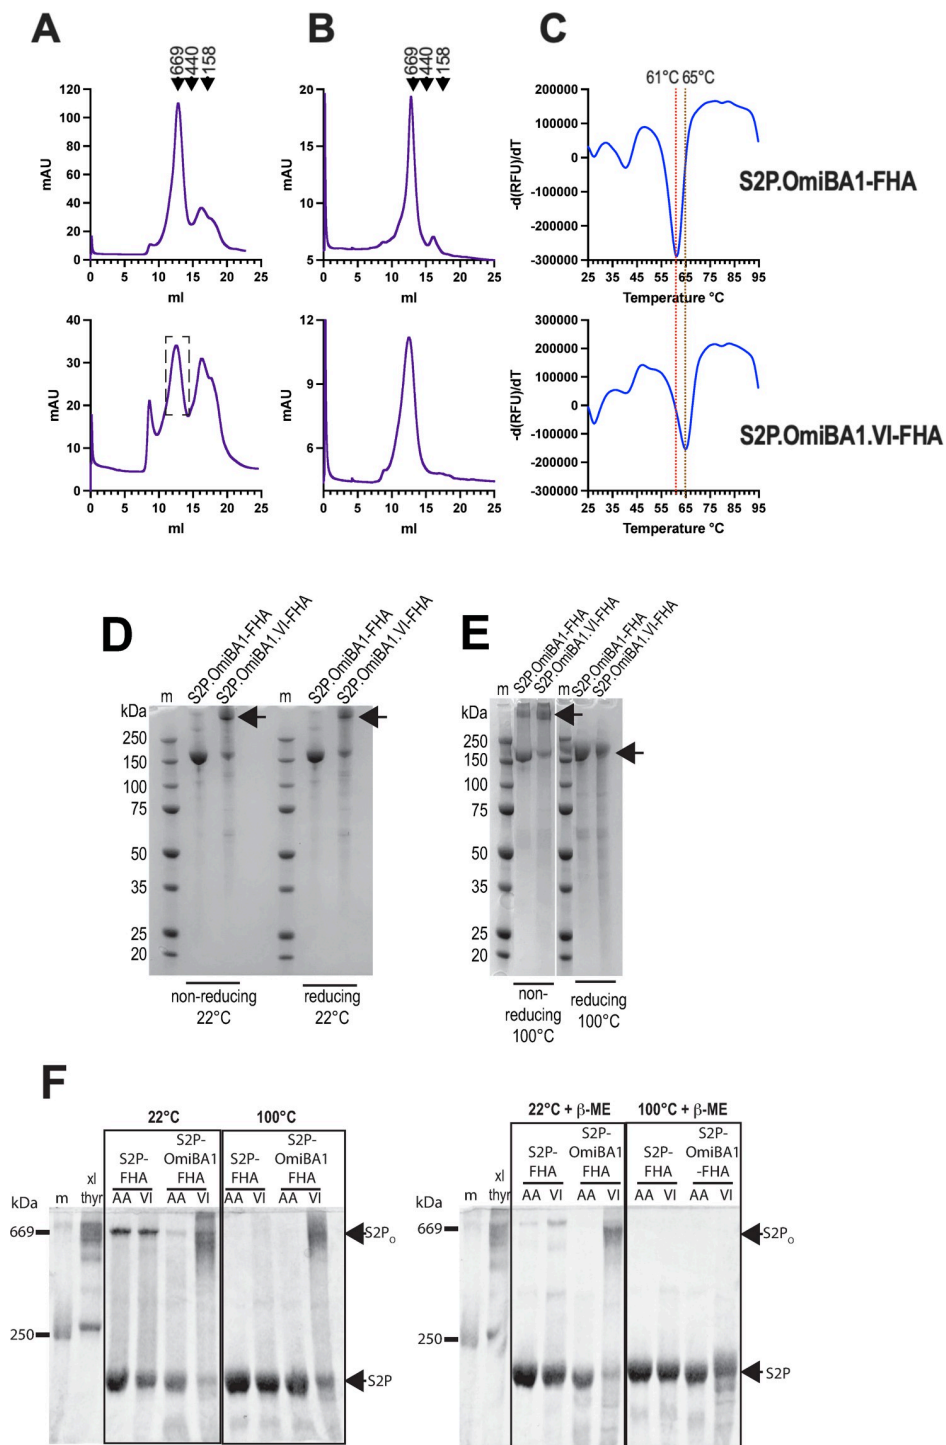 A
B
C
669
440
158
669
440
158
61°C 65°C
120
100
80
60
40
20
0
mAU
0 5 10 15 20 25
ml
20
15
10
5
mAU
0 5 10 15 20 25
ml
200000
100000
0
-100000
-200000
-300000
-d(RFU)/dT
25 35 45 55 65 75 85 95
Temperature °C
S2P.OmiBA1-FHA
40
30
20
10
0
mAU
0 5 10 15 20 25
ml
12
9
6
mAU
0 5 10 15 20 25
ml
300000
200000
100000
0
-100000
-200000
-300000
-d(RFU)/dT
25 35 45 55 65 75 85 95
Temperature °C
S2P.OmiBA1.VI-FHA
D
S2P.OmiBA1-FHA
S2P.OmiBA1.VI-FHA
S2P.OmiBA1-FHA
S2P.OmiBA1.VI-FHA
m
m
kDa
250
150
100
75
50
35
25
20
non-reducing
22°C
reducing
22°C
E
S2P.OmiBA1-FHA
S2P.OmiBA1.VI-FHA
S2P.OmiBA1-FHA
S2P.OmiBA1.VI-FHA
m
m
kDa
250
150
100
75
50
35
25
20
non-
reducing
100°C
reducing
100°C
F
22°C
100°C
S2P-
FHA
S2P-
OmiBA1
FHA
S2P-
FHA
S2P-
OmiBA1
FHA
kDa
m
xl
thyr
AA VI AA VI AA VI AA VI
669
250
S2Po
S2P
22°C + β-ME
100°C + β-ME
S2P-
FHA
S2P-
OmiBA1
FHA
S2P-
FHA
S2P-
OmiBA1
-FHA
kDa
m
xl
thyr
AA VI AA VI AA VI AA VI
669
250
S2Po
S2P